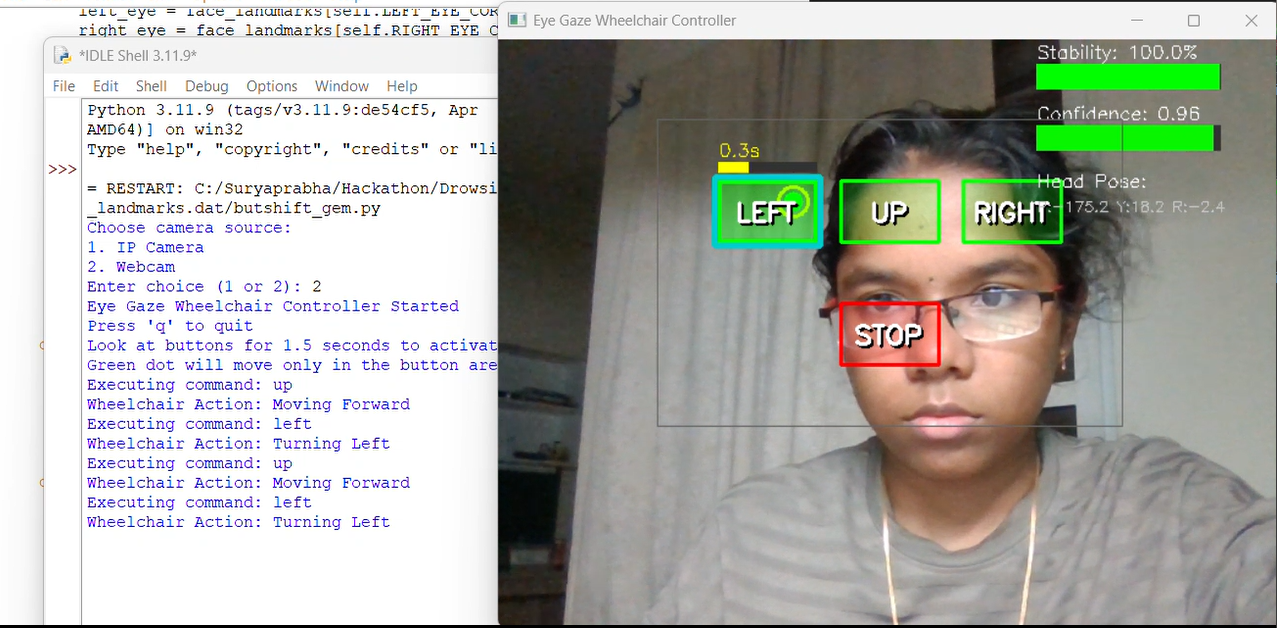 left_eye = face_landmarks[self.LEFT_EYE_COR
right_eye = face_landmarks[self.RIGHT_EYE_C
*IDLE Shell 3.11.9*
File Edit Shell Debug Options Window Help
Python 3.11.9 (tags/v3.11.9:de54cf5, Apr
AMD64)] on win32
Type "help", "copyright", "credits" or "li
>>>
= RESTART: C:/Suryaprabha/Hackathon/Drowsi
_landmarks.dat/butshift_gem.py
Choose camera source:
1. IP Camera
2. Webcam
Enter choice (1 or 2): 2
Eye Gaze Wheelchair Controller Started
Press 'q' to quit
Look at buttons for 1.5 seconds to activat
Green dot will move only in the button are
Executing command: up
Wheelchair Action: Moving Forward
Executing command: left
Wheelchair Action: Turning Left
Executing command: up
Wheelchair Action: Moving Forward
Executing command: left
Wheelchair Action: Turning Left
Eye Gaze Wheelchair Controller
Stability: 100.0%
Confidence: 0.96
Head Pose:
:-175.2 Y:18.2 R:-2.4
0.3s
LEFT UP RIGHT
STOP